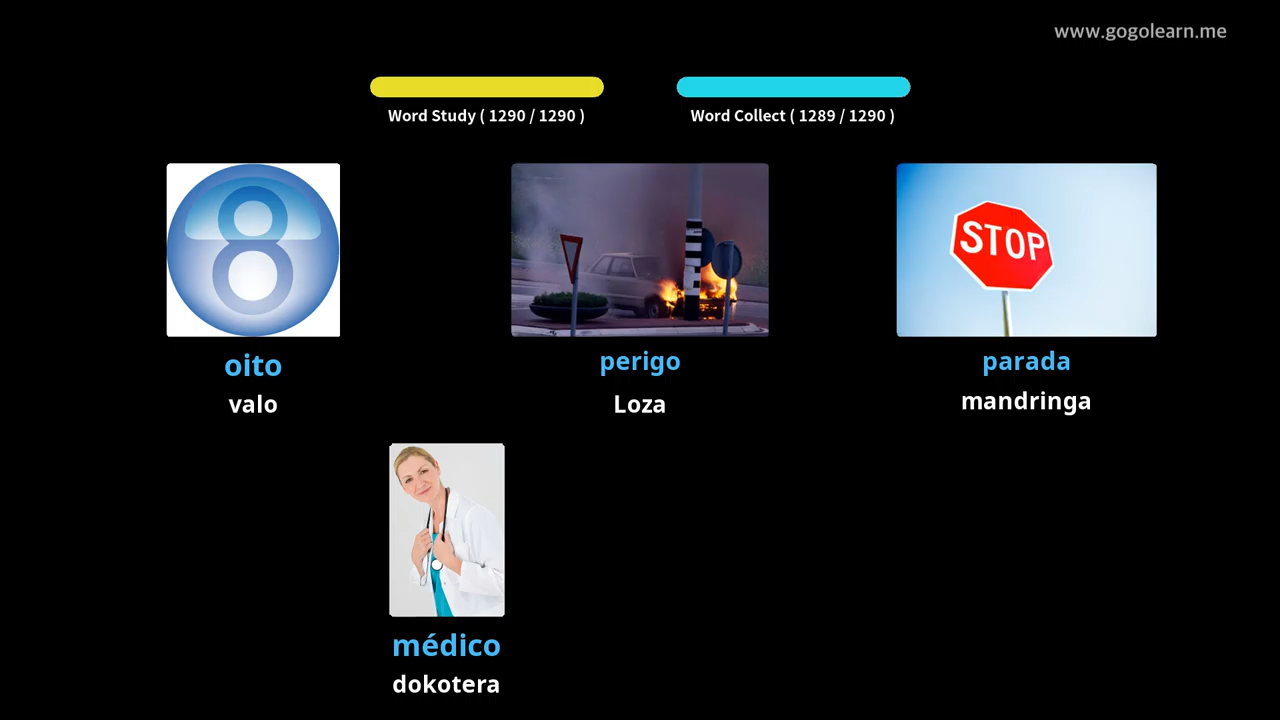 www.gogolearn.me
Word Study ( 1290 / 1290 )
Word Collect ( 1289 / 1290 )
8
STOP
oito
perigo
parada
valo
Loza
mandringa
médico
dokotera